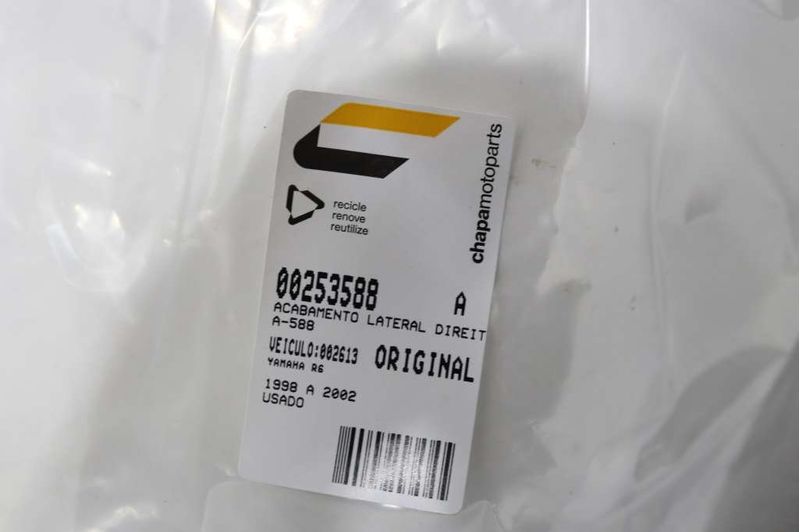 chapamotoparts
recicle
renove
reutilize
00253588 A
ACABAMENTO LATERAL DIREIT
A-588
VEICULO:002613 ORIGINAL
YAMAHA R6
1998 A 2002
USADO